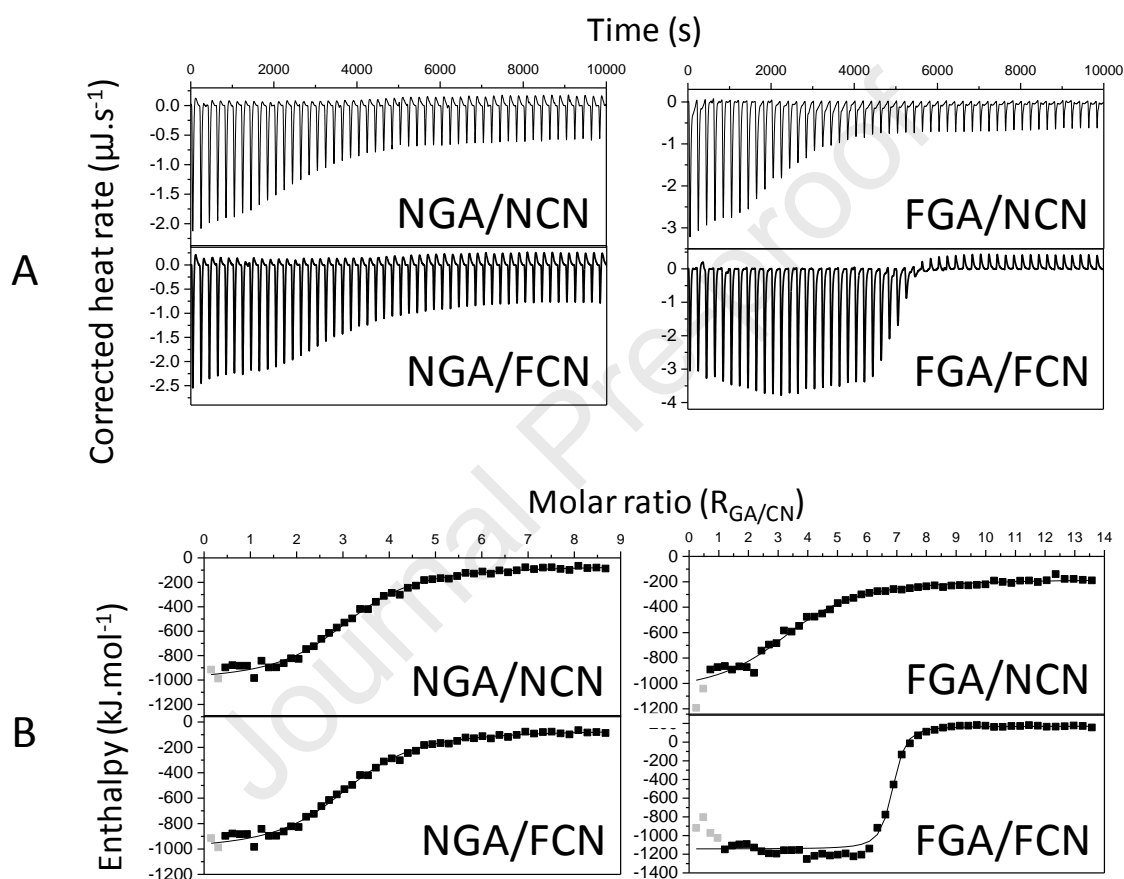 Time (s)
0 2000 4000 6000 8000 10000
0 2000 4000 6000 8000 10000
A
Corrected heat rate (µJ.s⁻¹)
0.0
-0.5
-1.0
-1.5
-2.0
NGA/NCN
0
-1
-2
-3
FGA/NCN
0.0
-0.5
-1.0
-1.5
-2.0
-2.5
NGA/FCN
0
-1
-2
-3
-4
FGA/FCN
Journal Pre-proof
Molar ratio (R_GA/CN)
0 1 2 3 4 5 6 7 8 9
0 1 2 3 4 5 6 7 8 9 10 11 12 13 14
B
Enthalpy (kJ.mol⁻¹)
0
-200
-400
-600
-800
-1000
-1200
NGA/NCN
0
-200
-400
-600
-800
-1000
-1200
FGA/NCN
0
-200
-400
-600
-800
-1000
-1200
NGA/FCN
0
-200
-400
-600
-800
-1000
-1200
-1400
FGA/FCN